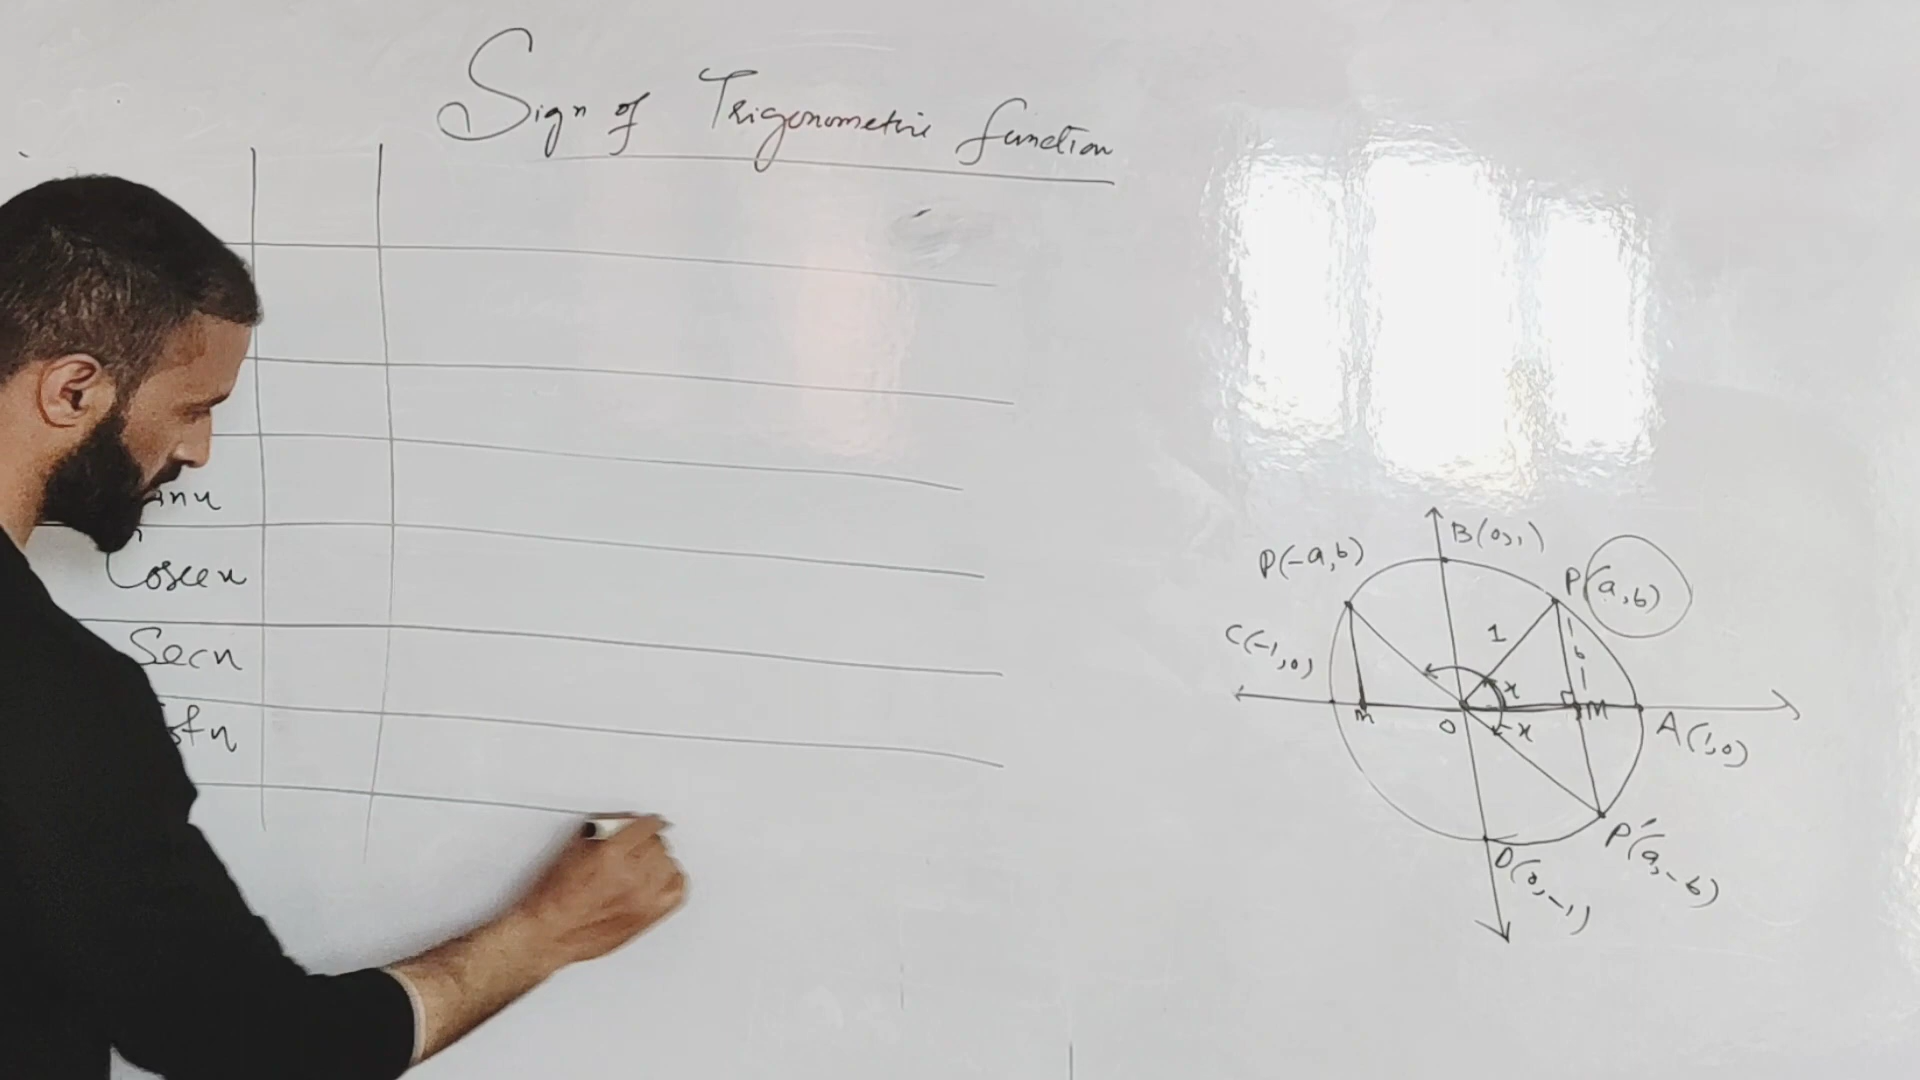 Sign of Trigonometric function
Cosecx
Secx
B(0,1)
P(-a,b)
P(a,b)
1
C(-1,0)
b
x
m
O
M
-x
A(1,0)
P'(a,-b)
D(0,-1)